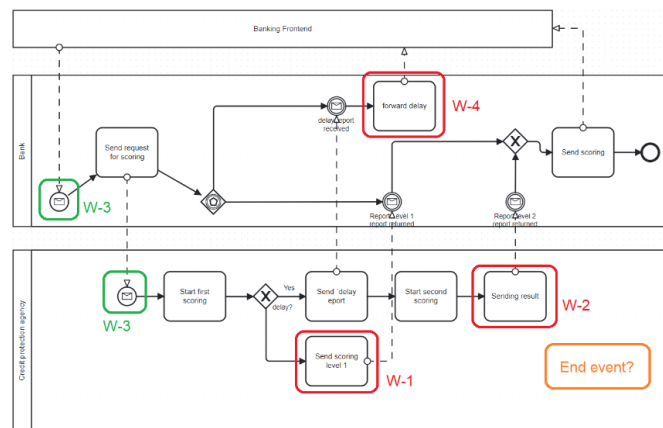 Banking Frontend
Bank
Send request
for scoring
W-3
delay report
received
forward delay
W-4
Send scoring
Report Level 1
report returned
Report Level 2
report returned
Credit protection agency
W-3
Start first
scoring
Yes
delay?
Send ´delay
eport
Start second
scoring
Sending result
W-2
Send scoring
level 1
W-1
End event?